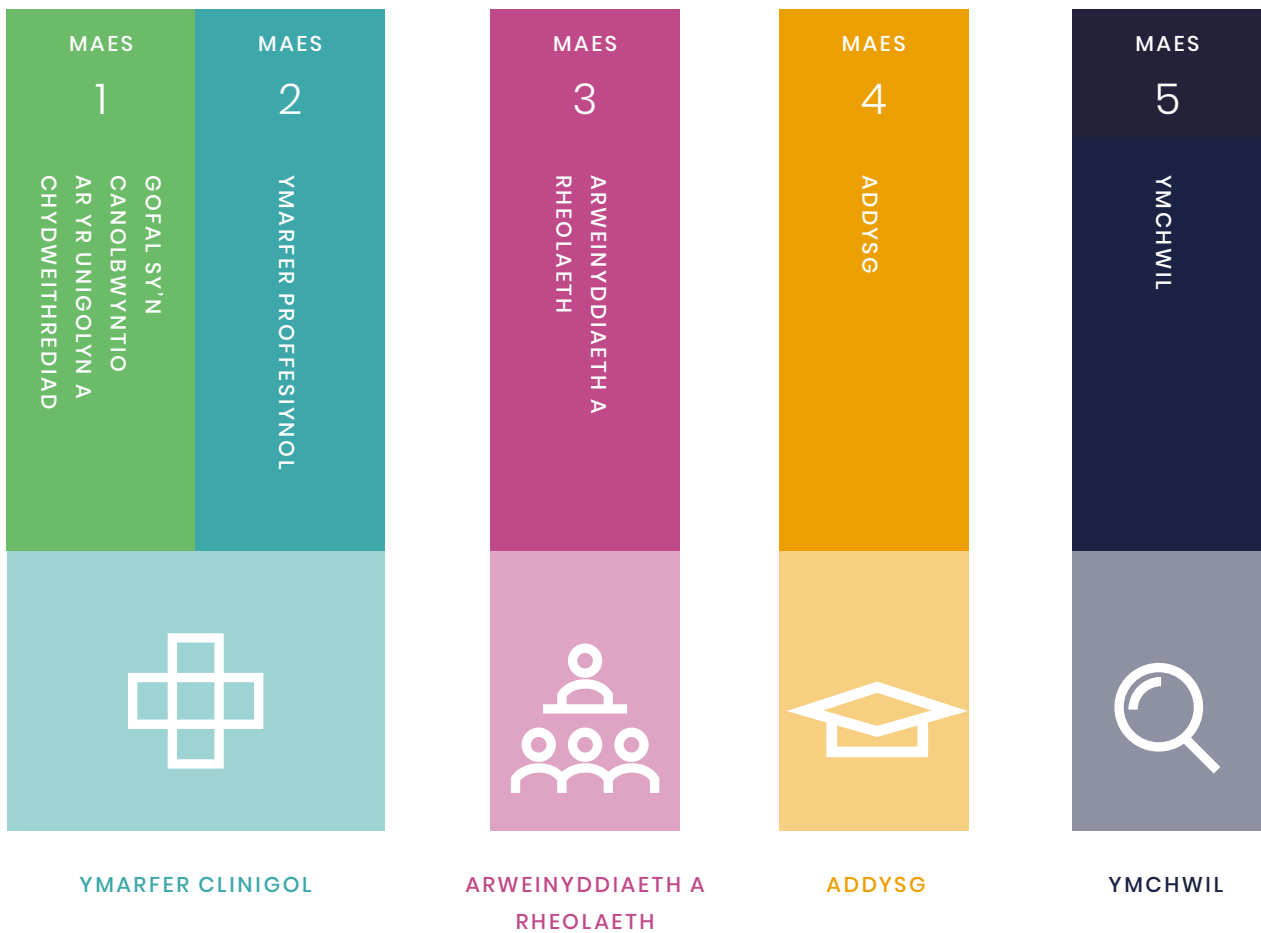 MAES
1
GOFAL SY'N
CANOLBWYNTIO
AR YR UNIGOLYN A
CHYDWEITHREDIAD
MAES
2
YMARFER PROFFESIYNOL
MAES
3
ARWEINYDDIAETH A
RHEOLAETH
MAES
4
ADDYSG
MAES
5
YMCHWIL
YMARFER CLINIGOL
ARWEINYDDIAETH A
RHEOLAETH
ADDYSG
YMCHWIL